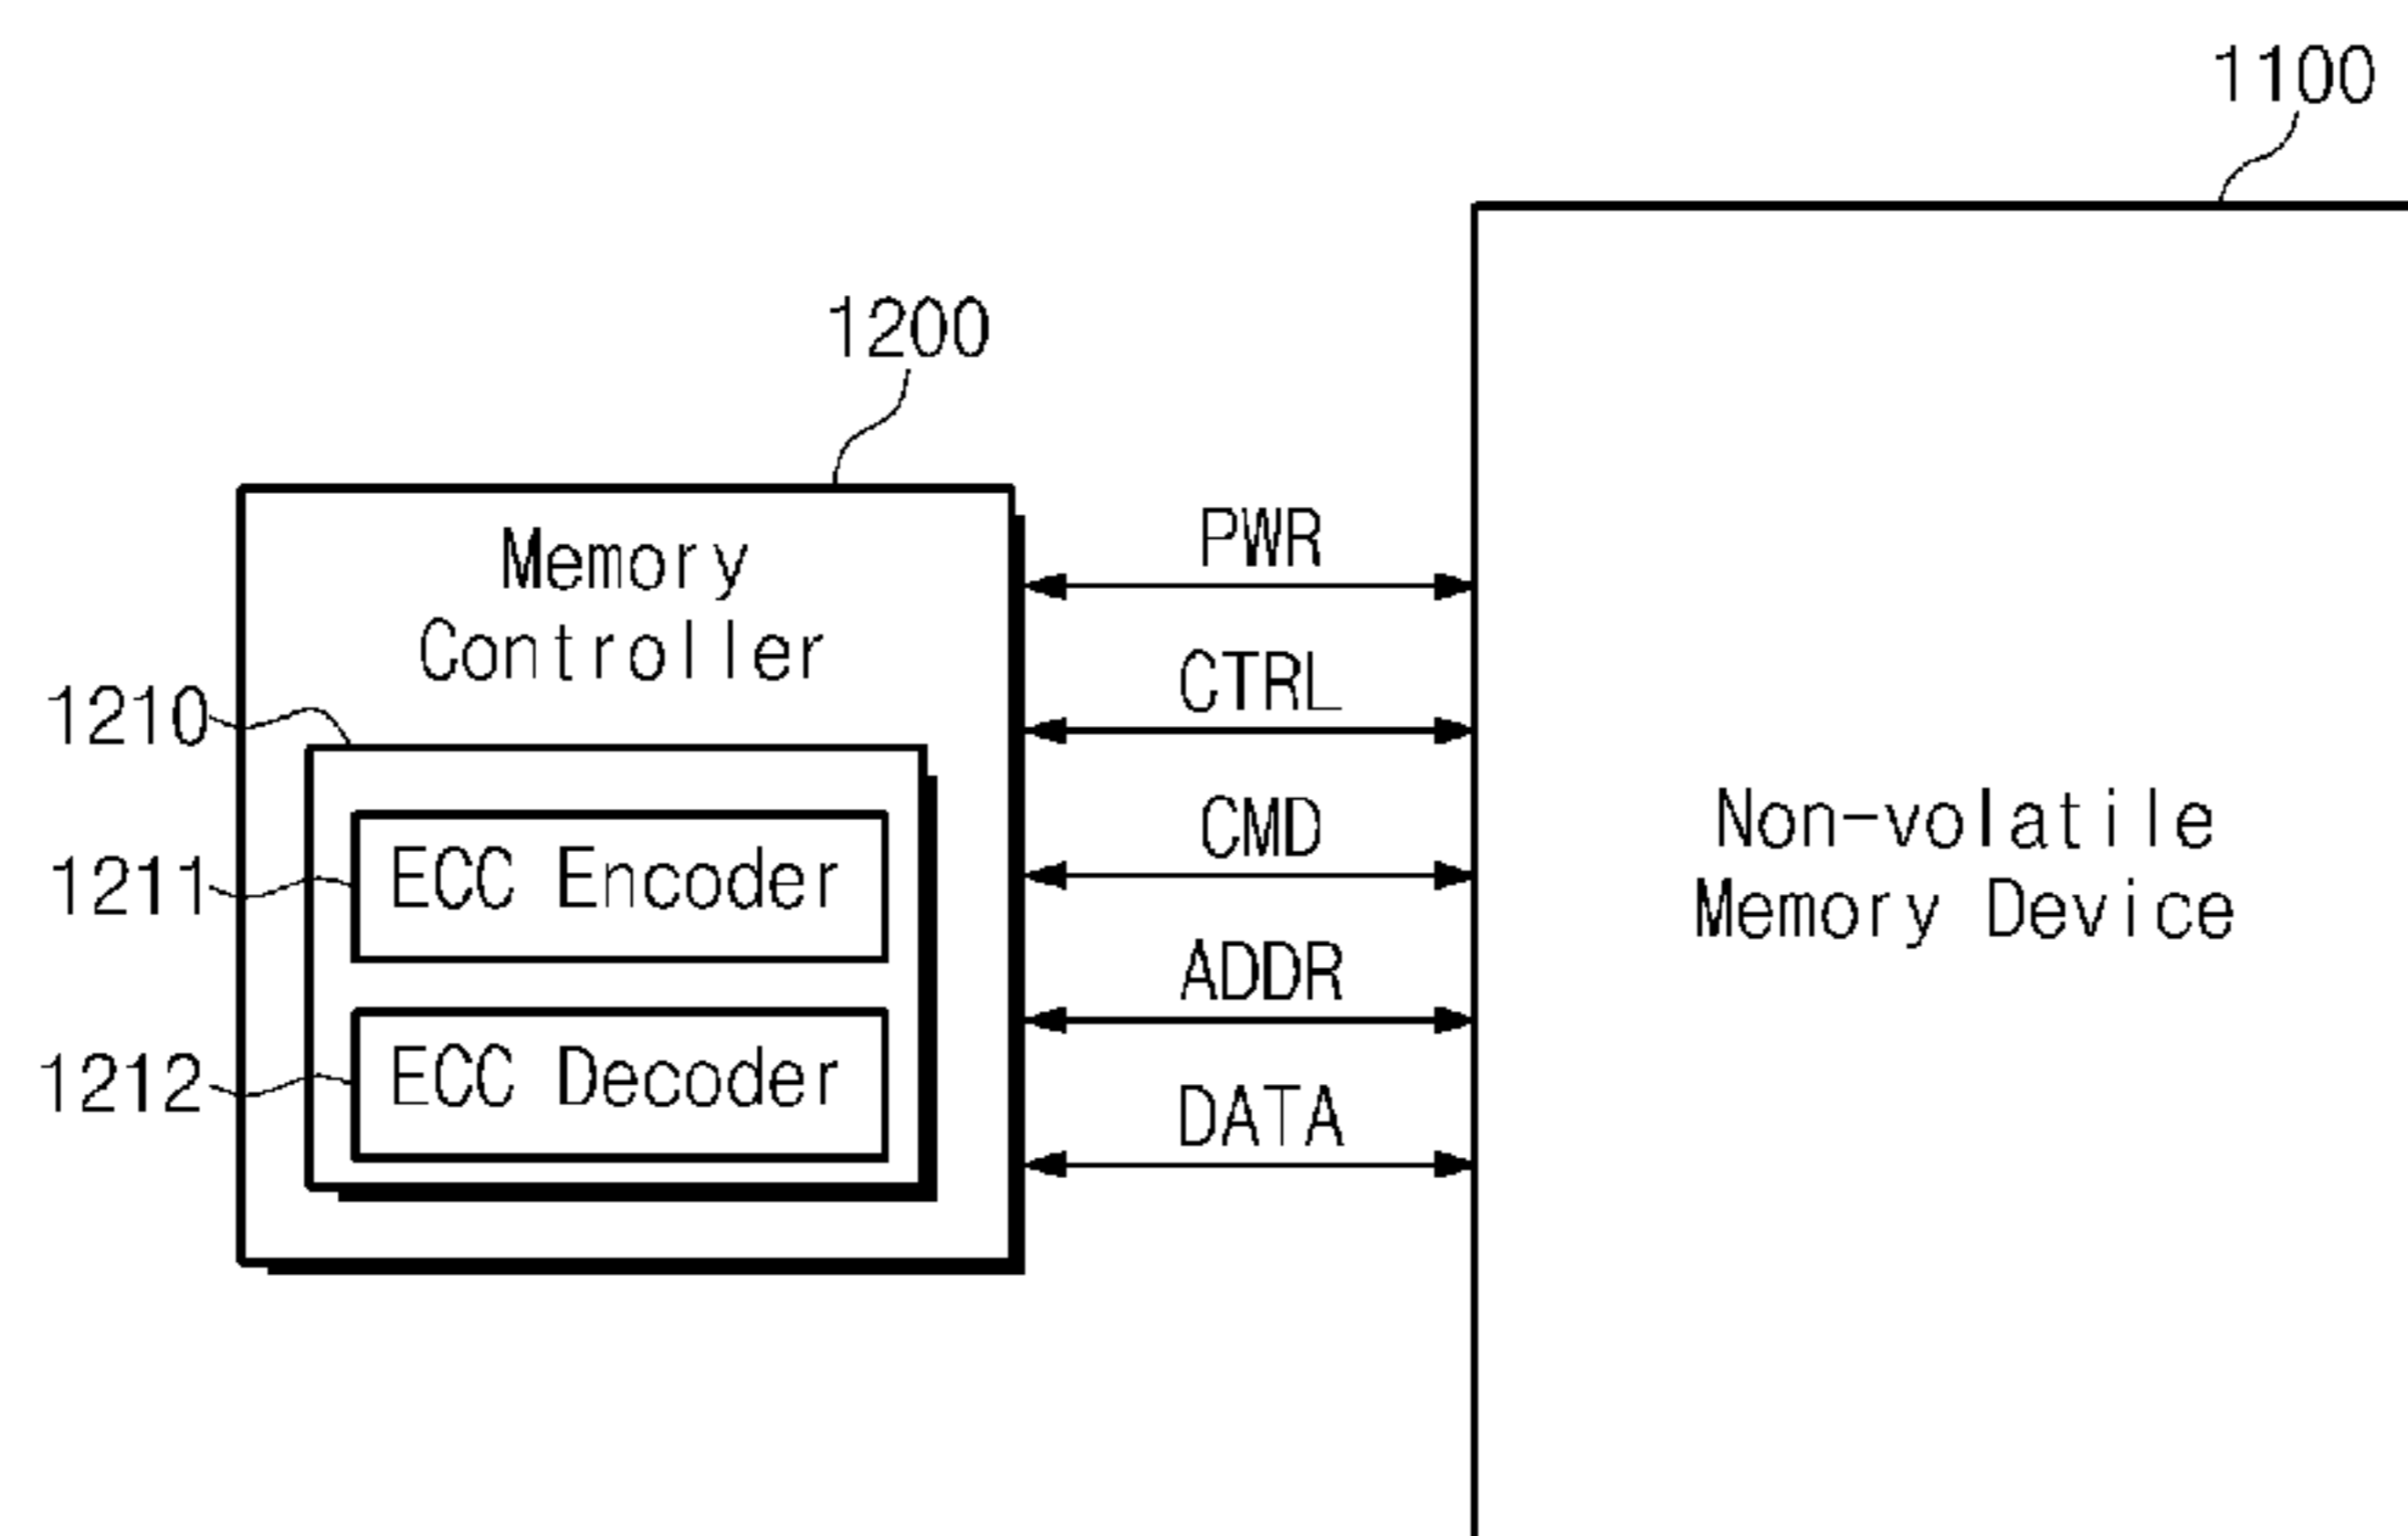 1100
1200
PWR
Memory
Controller
CTRL
1210
CMD
Non-volatile
Memory Device
1211
ECC Encoder
ADDR
1212
ECC Decoder
DATA